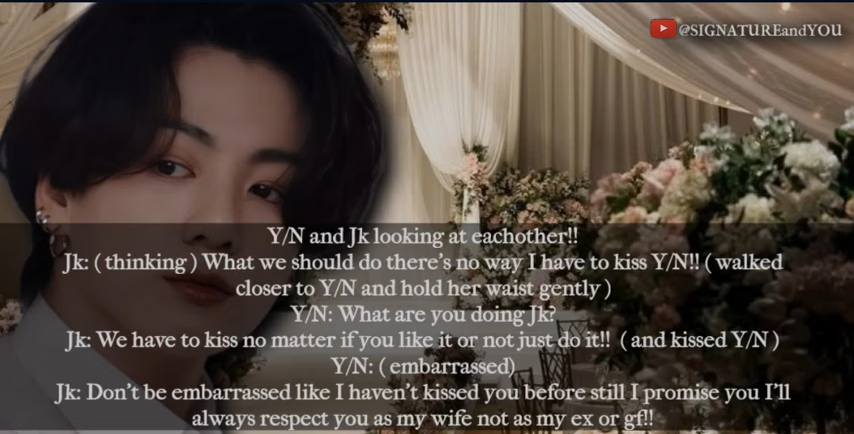 @SIGNATUREandYOU
Y/N and Jk looking at eachother!!
Jk: ( thinking ) What we should do there's no way I have to kiss Y/N!! ( walked
closer to Y/N and hold her waist gently )
Y/N: What are you doing Jk?
Jk: We have to kiss no matter if you like it or not just do it!!  ( and kissed Y/N )
Y/N: ( embarrassed)
Jk: Don't be embarrassed like I haven't kissed you before still I promise you I'll
always respect you as my wife not as my ex or gf!!